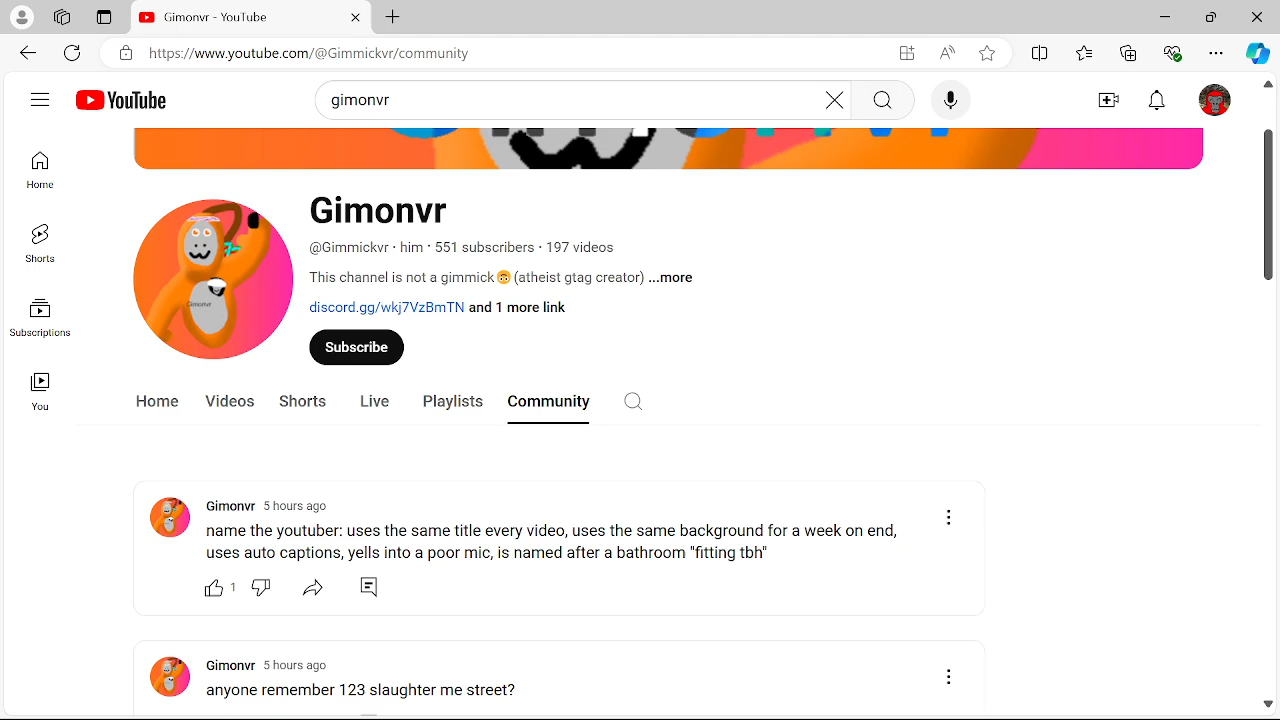 Gimonvr - YouTube
https://www.youtube.com/@Gimmickvr/community
YouTube
gimonvr
Home
Shorts
Subscriptions
You
Gimonvr
@Gimmickvr · him · 551 subscribers · 197 videos
This channel is not a gimmick🙃(atheist gtag creator) ...more
discord.gg/wkj7VzBmTN and 1 more link
Subscribe
Home Videos Shorts Live Playlists Community
Gimonvr 5 hours ago
name the youtuber: uses the same title every video, uses the same background for a week on end,
uses auto captions, yells into a poor mic, is named after a bathroom "fitting tbh"
1
Gimonvr 5 hours ago
anyone remember 123 slaughter me street?